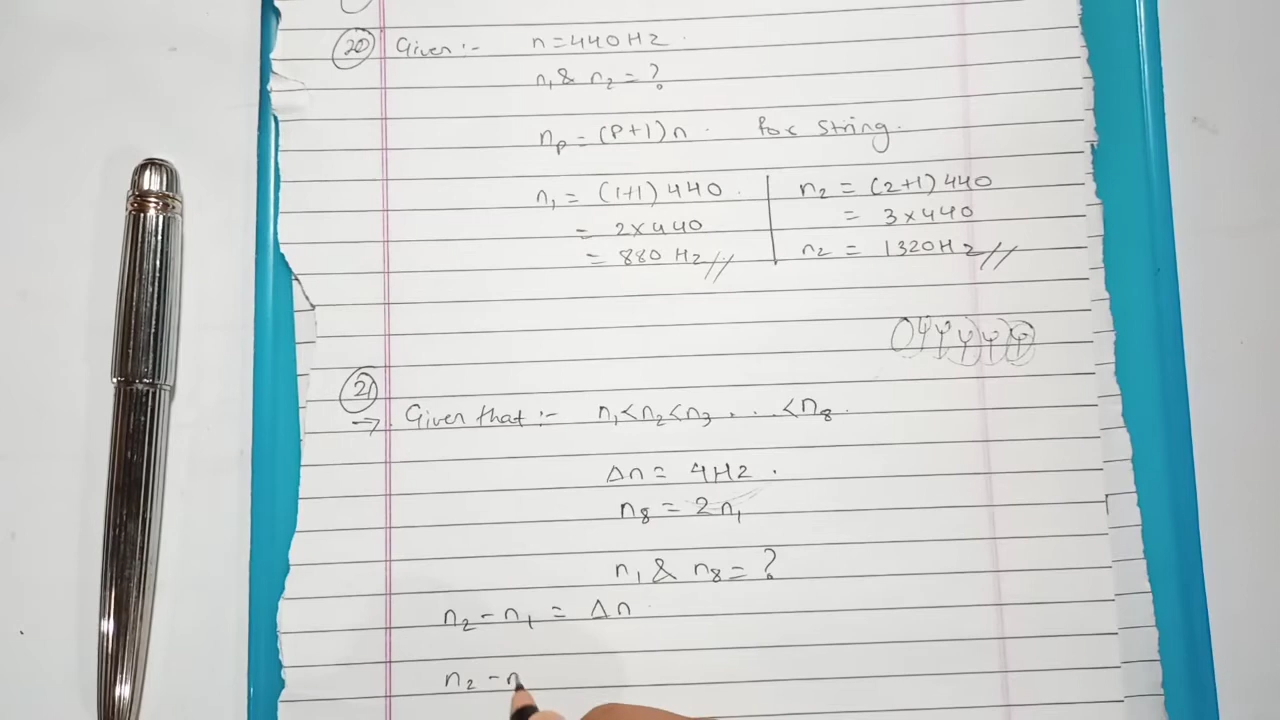 20 Given :- n = 440 Hz.
n₁ & n₂ = ?
nₚ = (P+1)n. for string.
n₁ = (1+1) 440.
= 2 × 440
= 880 Hz //
n₂ = (2+1) 440
= 3 × 440
n₂ = 1320 Hz //
21
→ Given that :- n₁<n₂<n₃ . . . . <n₈.
Δn = 4Hz.
n₈ = 2n₁
n₁ & n₈ = ?
n₂ - n₁ = Δn.
n₂ - n